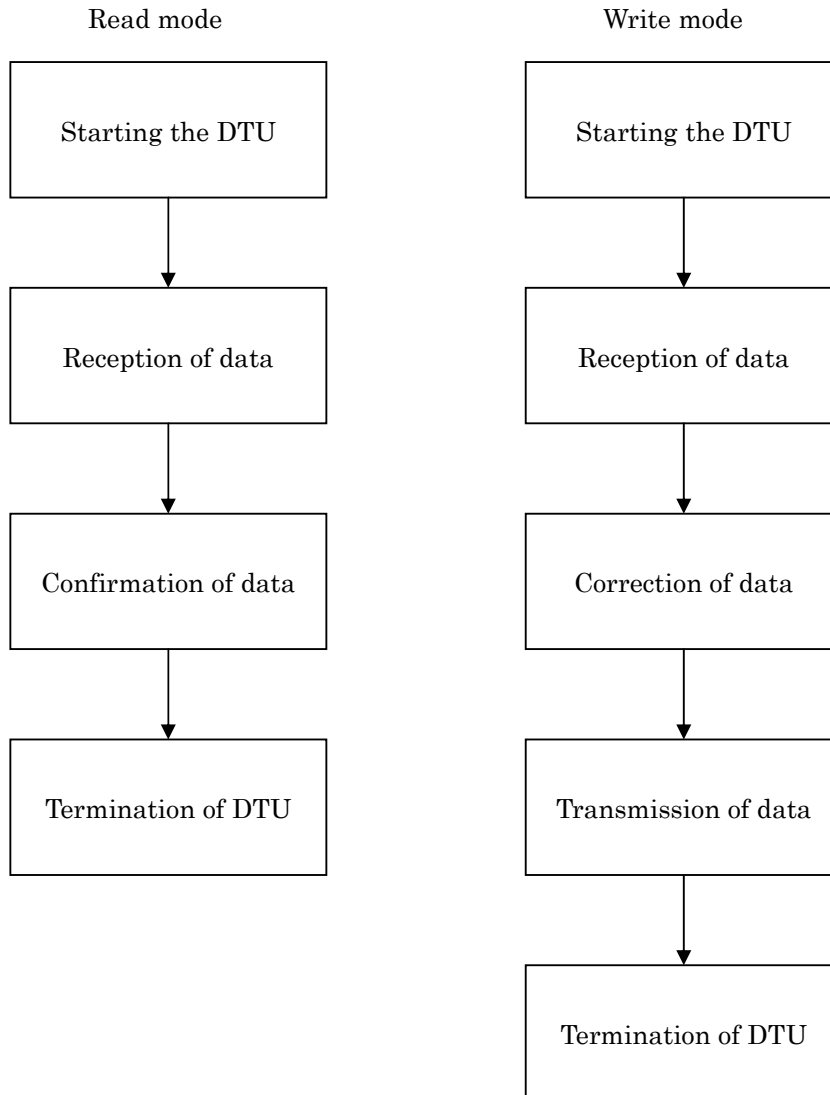 Read mode
Starting the DTU
Reception of data
Confirmation of data
Termination of DTU
Write mode
Starting the DTU
Reception of data
Correction of data
Transmission of data
Termination of DTU